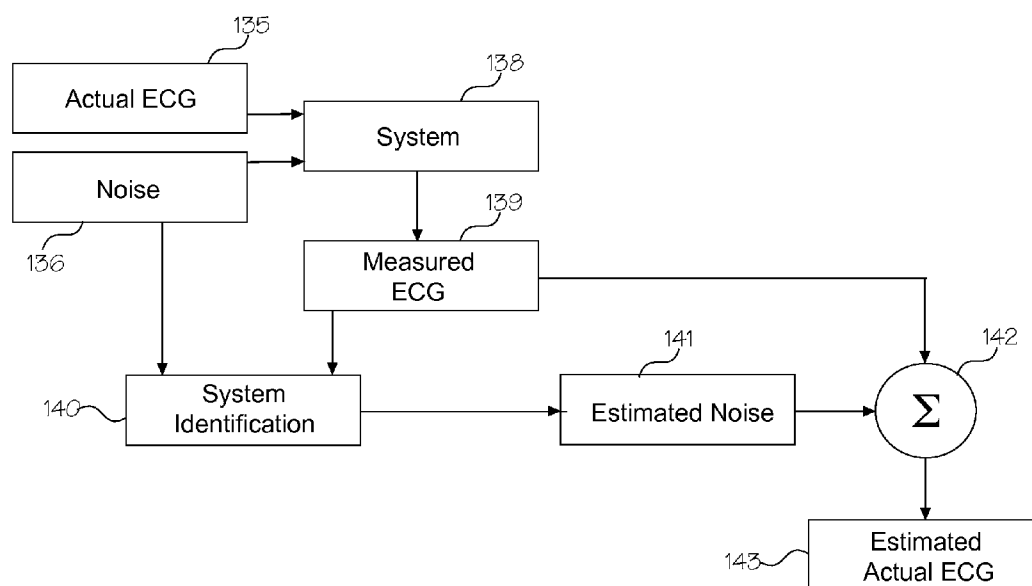 135
Actual ECG
138
System
Noise
136
139
Measured
ECG
141
142
140
System
Identification
Estimated Noise
Σ
143
Estimated
Actual ECG